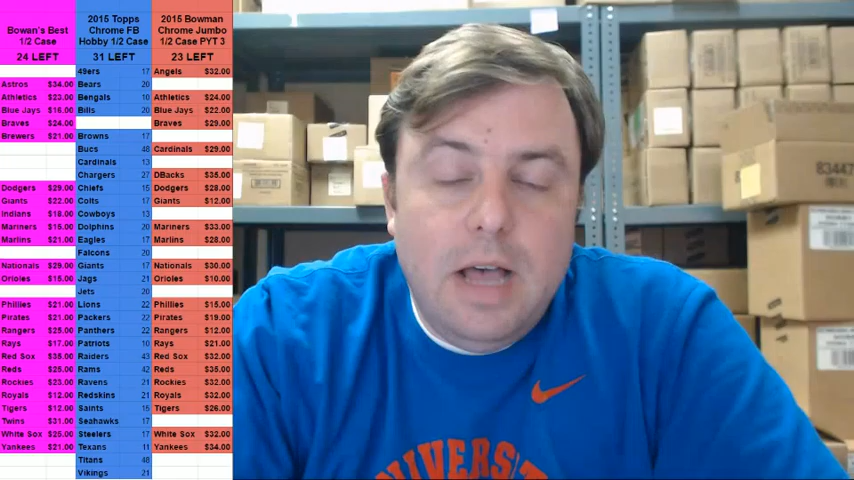 Bowan's Best
1/2 Case
24 LEFT
Astros $34.00
Athletics $23.00
Blue Jays $16.00
Braves $24.00
Brewers $21.00
Dodgers $29.00
Giants $22.00
Indians $18.00
Mariners $15.00
Marlins $21.00
Nationals $29.00
Orioles $15.00
Phillies $21.00
Pirates $21.00
Rangers $25.00
Rays $17.00
Red Sox $35.00
Reds $25.00
Rockies $23.00
Royals $12.00
Tigers $12.00
Twins $31.00
White Sox $25.00
Yankees $21.00
2015 Topps
Chrome FB
Hobby 1/2 Case
31 LEFT
49ers 17
Bears 20
Bengals 10
Bills 20
Browns 17
Bucs 48
Cardinals 13
Chargers 27
Chiefs 15
Colts 17
Cowboys 13
Dolphins 20
Eagles 17
Falcons 20
Giants 17
Jags 21
Jets 20
Lions 22
Packers 22
Panthers 22
Patriots 10
Raiders 43
Rams 42
Ravens 21
Redskins 21
Saints 15
Seahawks 17
Steelers 17
Texans 11
Titans 48
Vikings 21
2015 Bowman
Chrome Jumbo
1/2 Case PYT 3
23 LEFT
Angels $32.00
Athletics $24.00
Blue Jays $22.00
Braves $29.00
Cardinals $29.00
DBacks $35.00
Dodgers $28.00
Giants $12.00
Mariners $33.00
Marlins $28.00
Nationals $30.00
Orioles $10.00
Phillies $15.00
Pirates $19.00
Rangers $12.00
Rays $21.00
Red Sox $32.00
Reds $35.00
Rockies $32.00
Royals $32.00
Tigers $26.00
White Sox $32.00
Yankees $34.00
83447